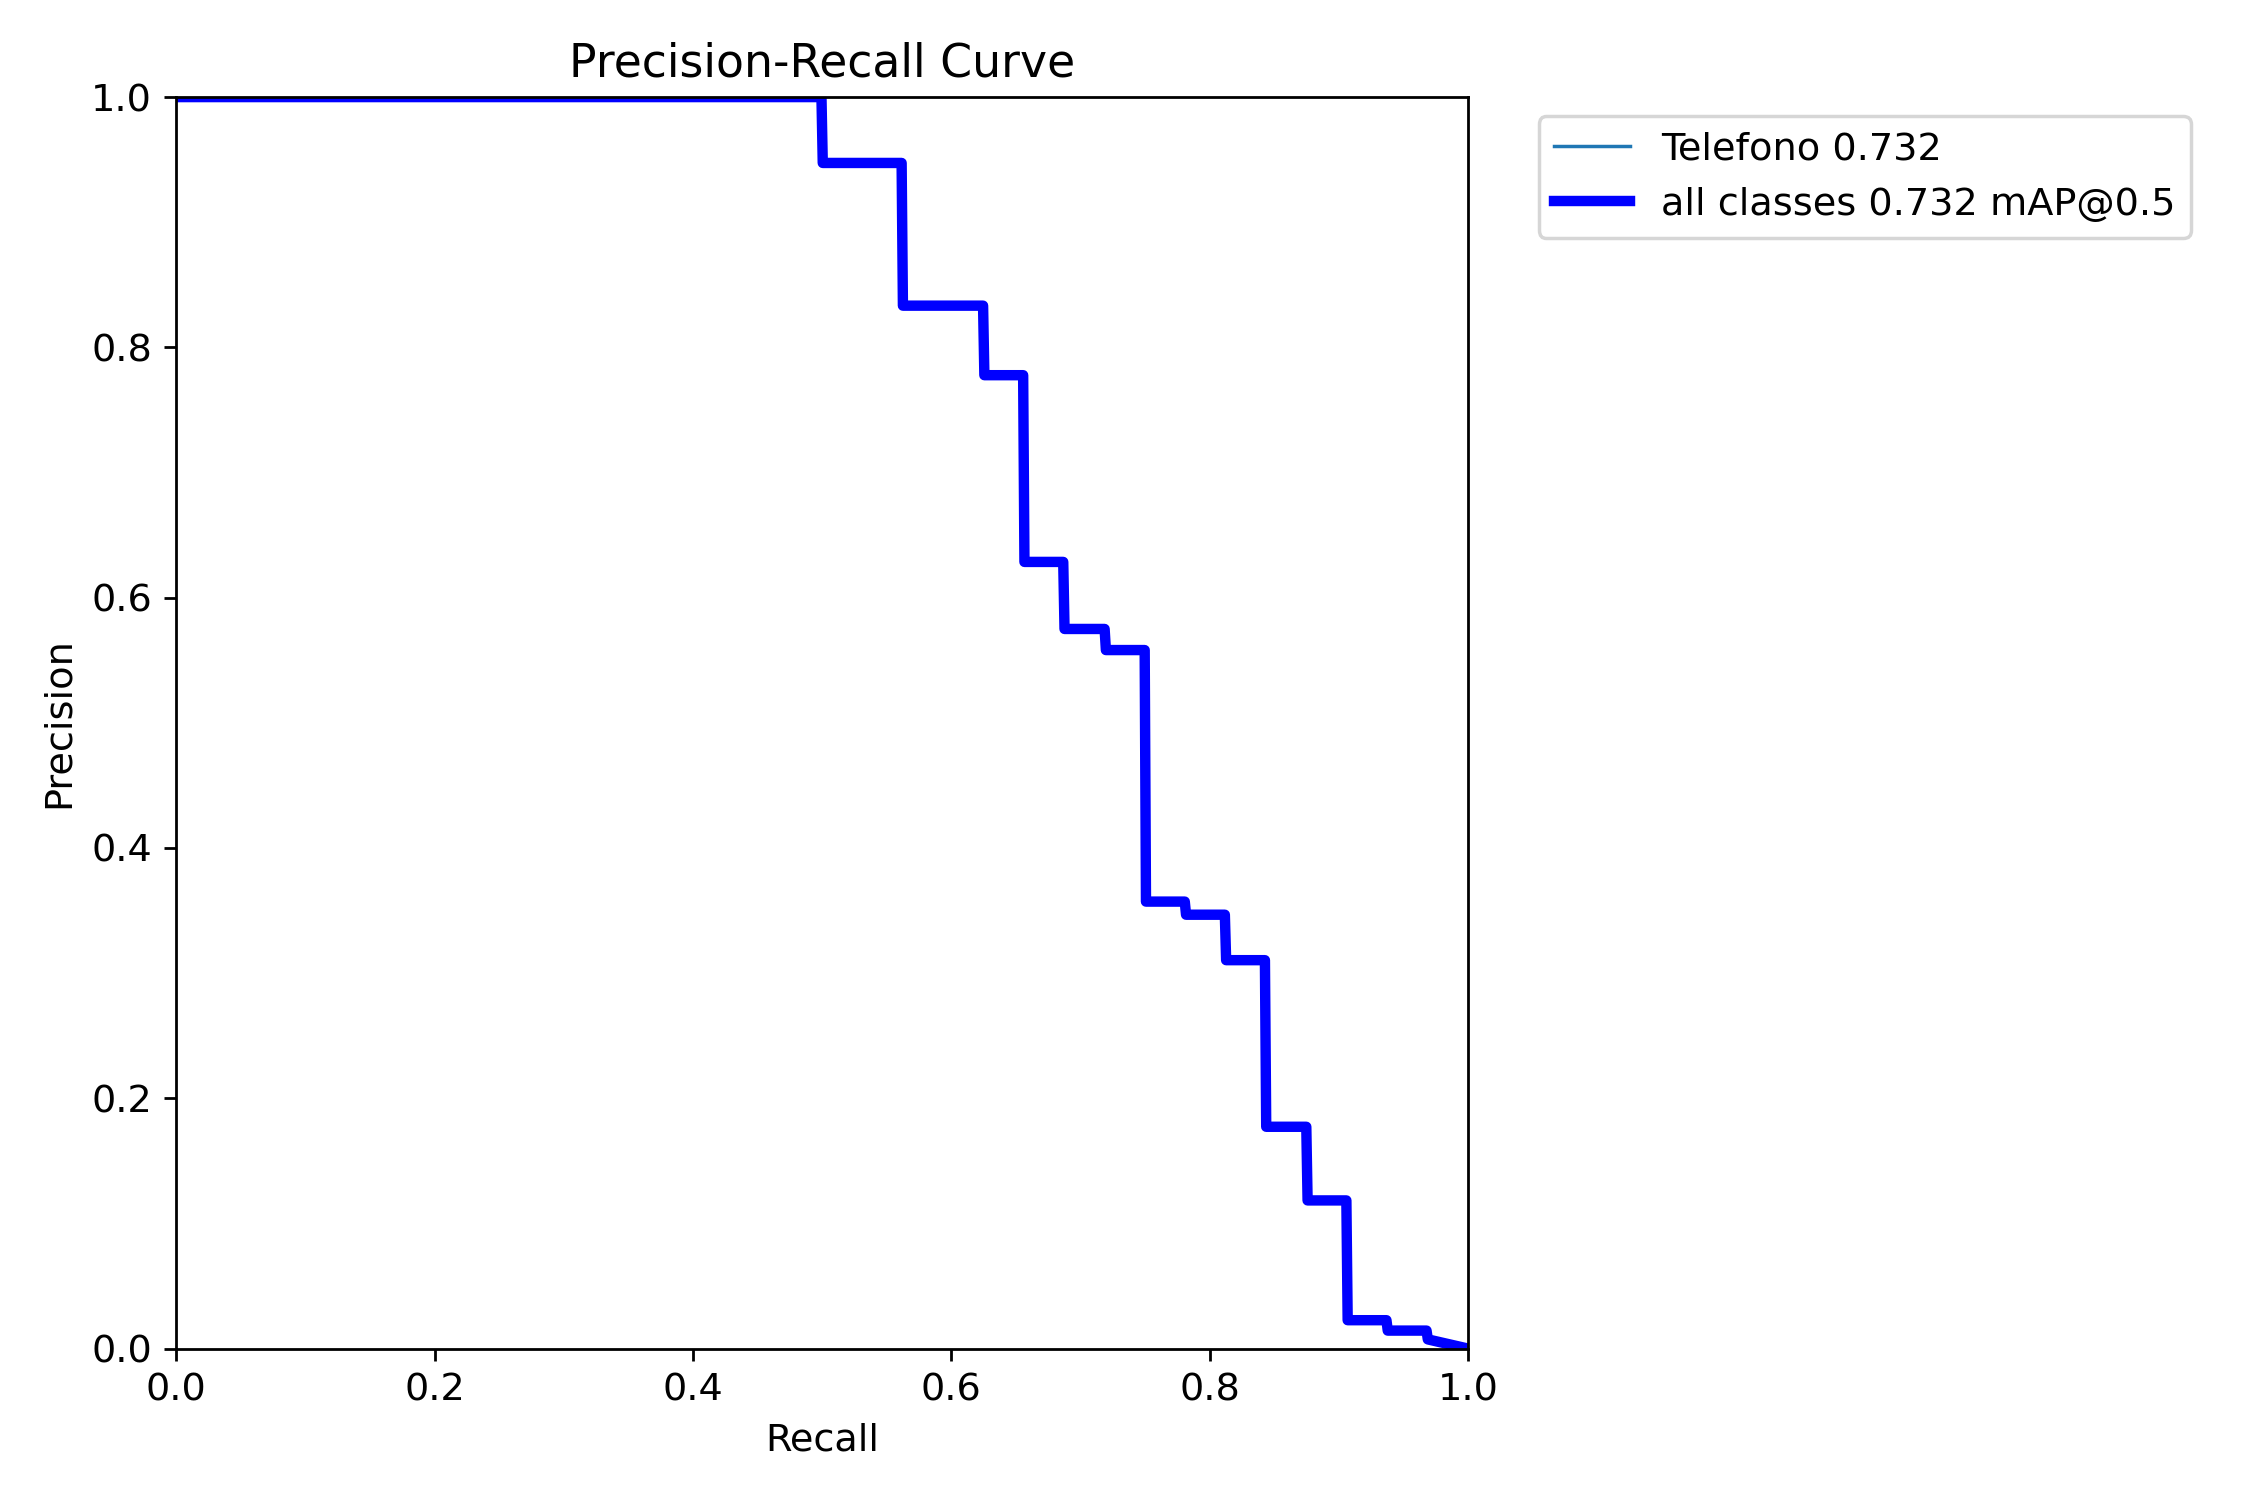 Precision-Recall Curve
1.0
0.8
0.6
0.4
0.2
0.0
Precision
0.0 0.2 0.4 0.6 0.8 1.0
Recall
Telefono 0.732
all classes 0.732 mAP@0.5